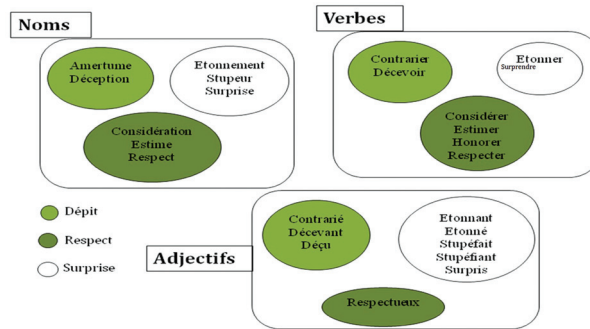 Noms
Amertume
Déception
Etonnement
Stupeur
Surprise
Considération
Estime
Respect
Verbes
Contrarier
Décevoir
Etonner
Surprendre
Considérer
Estimer
Honorer
Respecter
Dépit
Respect
Surprise
Adjectifs
Contrarié
Décevant
Déçu
Etonnant
Etonné
Stupéfait
Stupéfiant
Surpris
Respectueux